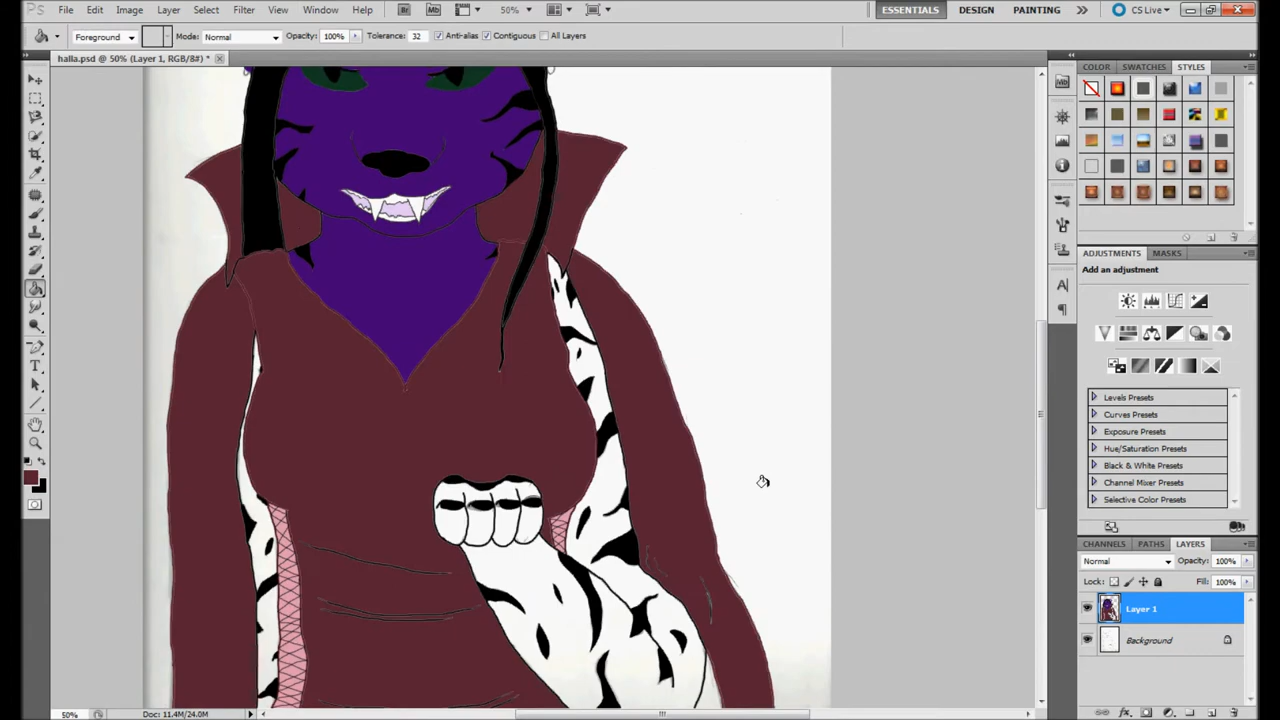 Ps File Edit Image Layer Select Filter Analysis View Window Help Br Mb 50% ESSENTIALS DESIGN PAINTING CS Live
Foreground Mode: Normal Opacity: 100% Tolerance: 32 Anti-alias Contiguous All Layers
halla.psd @ 50% (Layer 1, RGB/8#) *
COLOR SWATCHES STYLES
ADJUSTMENTS MASKS
Add an adjustment
Levels Presets
Curves Presets
Exposure Presets
Hue/Saturation Presets
Black & White Presets
Channel Mixer Presets
Selective Color Presets
CHANNELS PATHS LAYERS
Normal Opacity: 100%
Lock: Fill: 100%
Layer 1
Background
50% Doc: 11.4M/24.0M